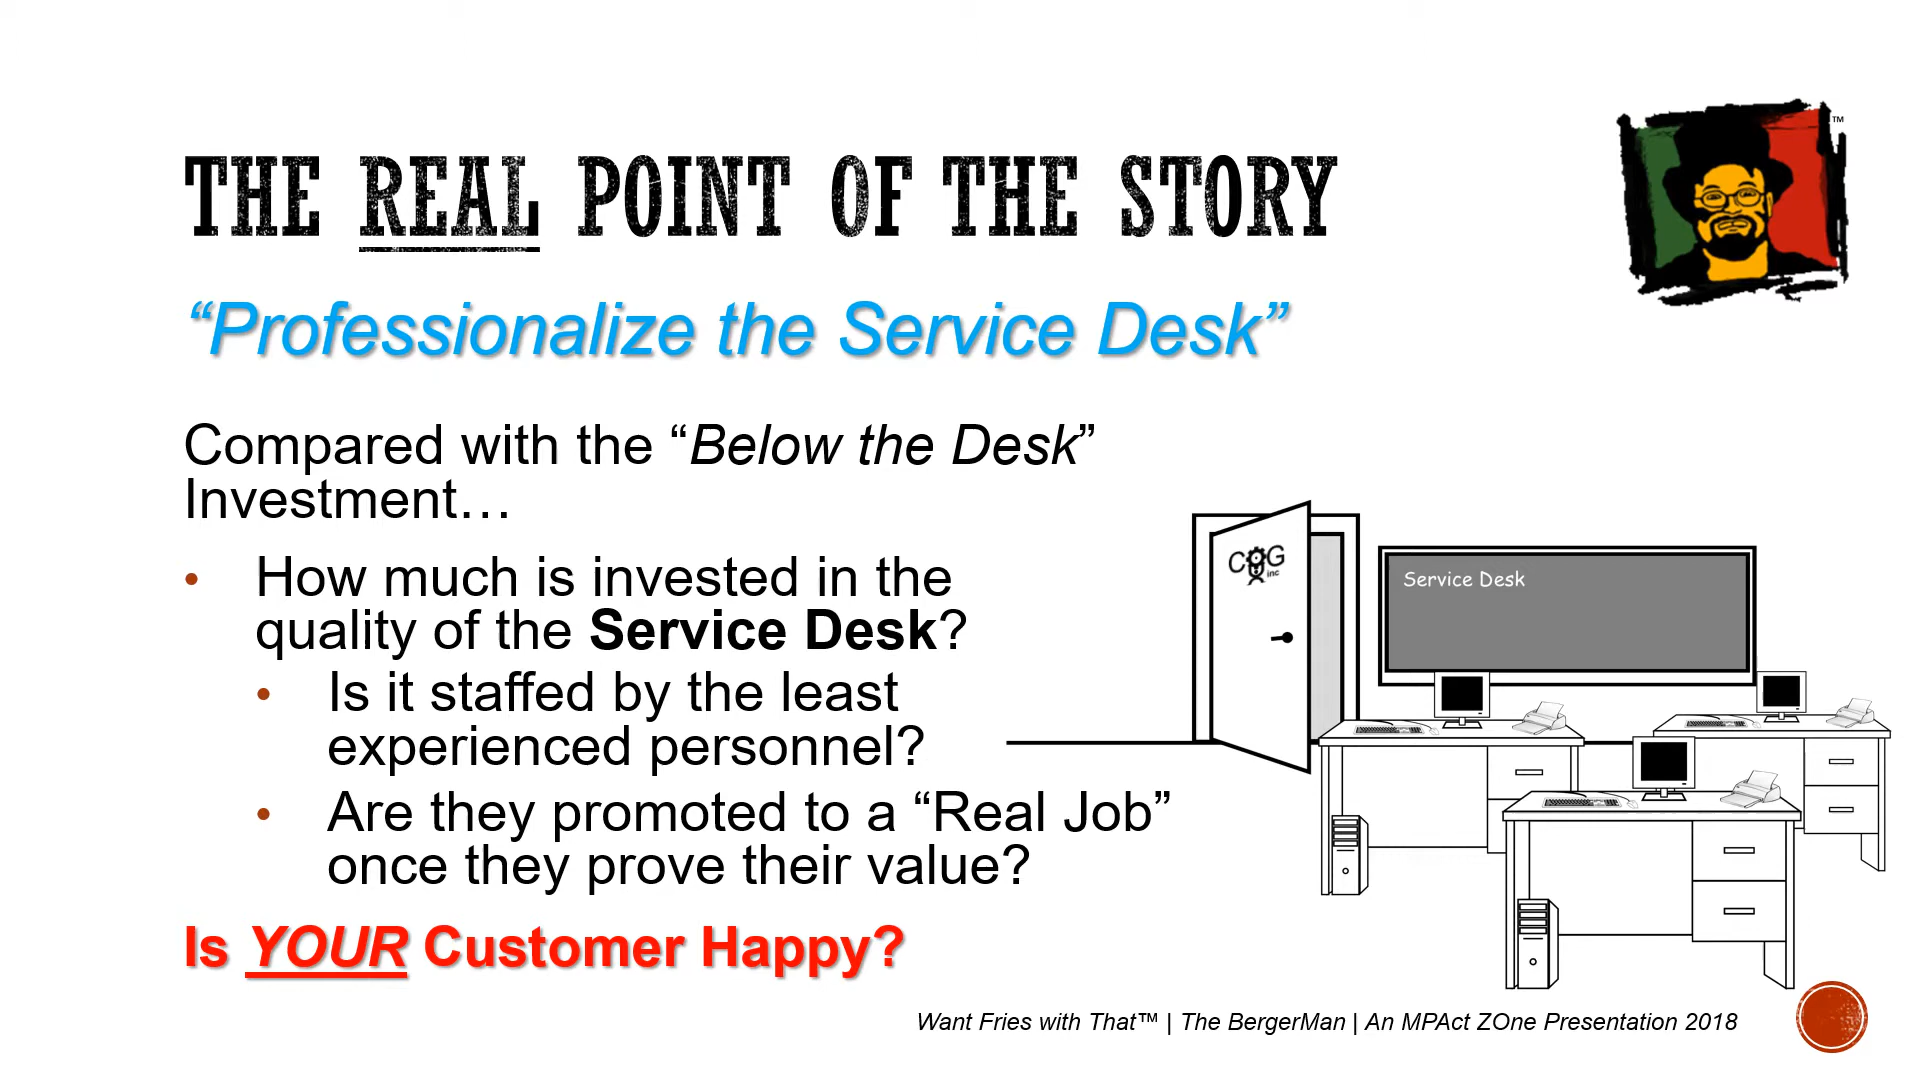 THE REAL POINT OF THE STORY
™
“Professionalize the Service Desk”
Compared with the “Below the Desk”
Investment…
• How much is invested in the
quality of the Service Desk?
• Is it staffed by the least
experienced personnel?
• Are they promoted to a “Real Job”
once they prove their value?
Is YOUR Customer Happy?
COG
inc
Service Desk
Want Fries with That™ | The BergerMan | An MPAct ZOne Presentation 2018